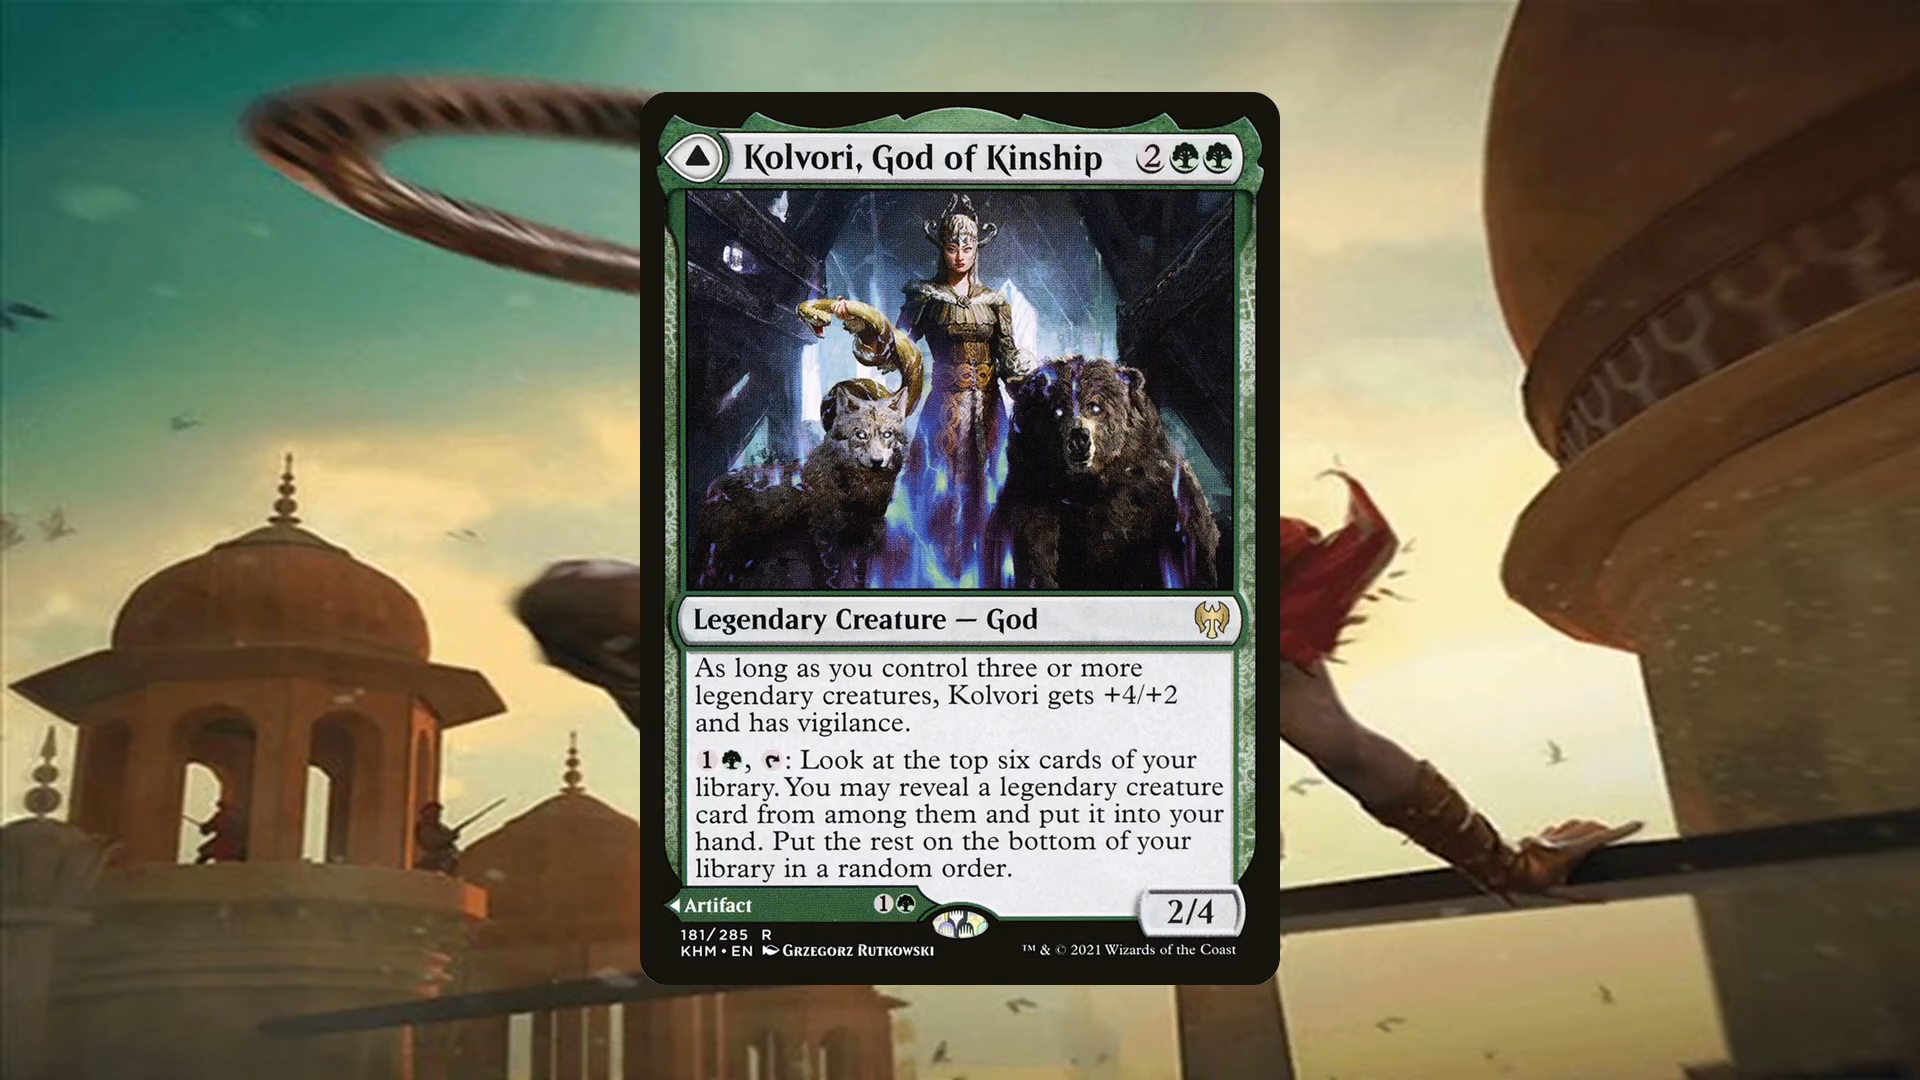 Kolvori, God of Kinship 2
Legendary Creature — God
As long as you control three or more
legendary creatures, Kolvori gets +4/+2
and has vigilance.
1 , : Look at the top six cards of your
library. You may reveal a legendary creature
card from among them and put it into your
hand. Put the rest on the bottom of your
library in a random order.
Artifact 1
2/4
181/285 R
KHM • EN Grzegorz Rutkowski
™ & © 2021 Wizards of the Coast